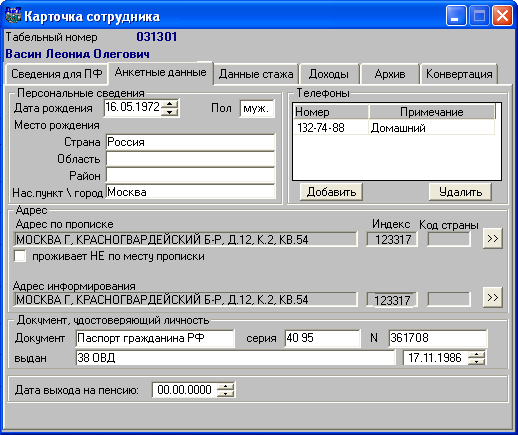 Карточка сотрудника
Табельный номер 031301
Васин Леонид Олегович
Сведения для ПФ Анкетные данные Данные стажа Доходы Архив Конвертация
Персональные сведения Телефоны
Дата рождения 16.05.1972 Пол муж. Номер Примечание
Место рождения 132-74-88 Домашний
Страна Россия
Область
Район
Нас.пункт \ город Москва Добавить Удалить
Адрес
Адрес по прописке Индекс Код страны
МОСКВА Г, КРАСНОГВАРДЕЙСКИЙ Б-Р, Д.12, К.2, КВ.54 123317 >>
проживает НЕ по месту прописки
Адрес информирования
МОСКВА Г, КРАСНОГВАРДЕЙСКИЙ Б-Р, Д.12, К.2, КВ.54 123317 >>
Документ, удостоверяющий личность
Документ Паспорт гражданина РФ серия 40 95 N 361708
выдан 38 ОВД 17.11.1986
Дата выхода на пенсию: 00.00.0000